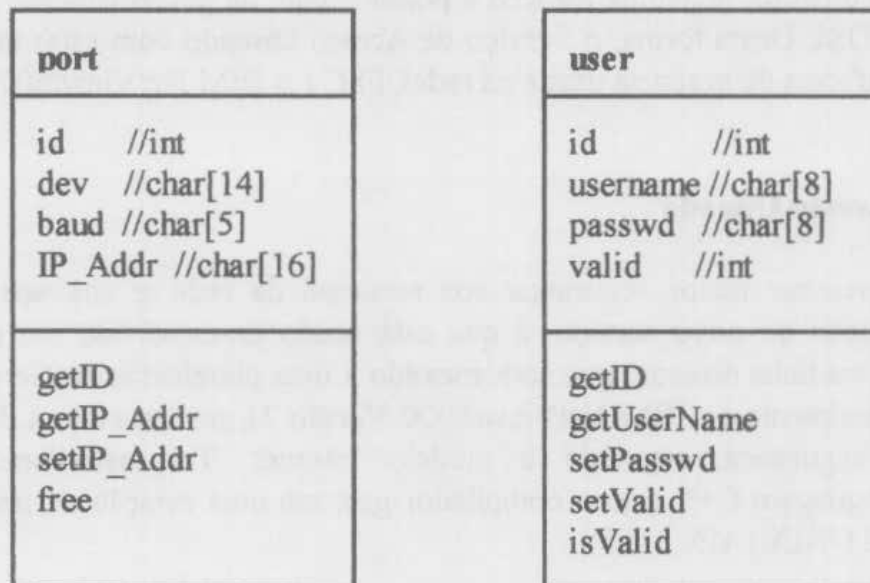 port
id //int
dev //char[14]
baud //char[5]
IP_Addr //char[16]
getID
getIP_Addr
setIP_Addr
free
user
id //int
username //char[8]
passwd //char[8]
valid //int
getID
getUserName
setPasswd
setValid
isValid